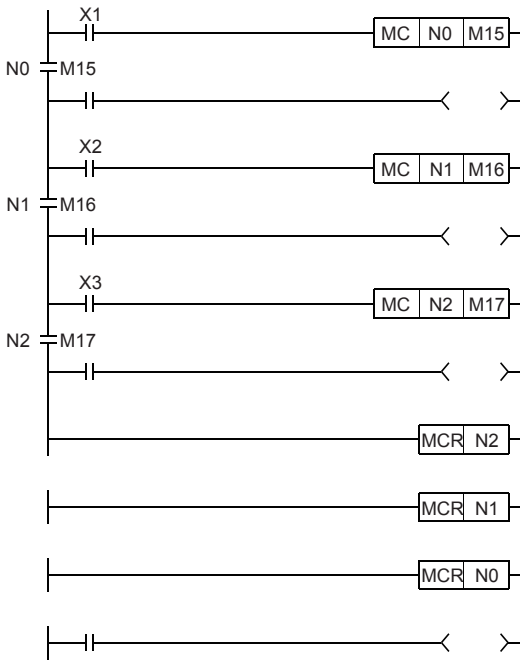 X1
MC N0 M15
N0 M15
X2
MC N1 M16
N1 M16
X3
MC N2 M17
N2 M17
MCR N2
MCR N1
MCR N0